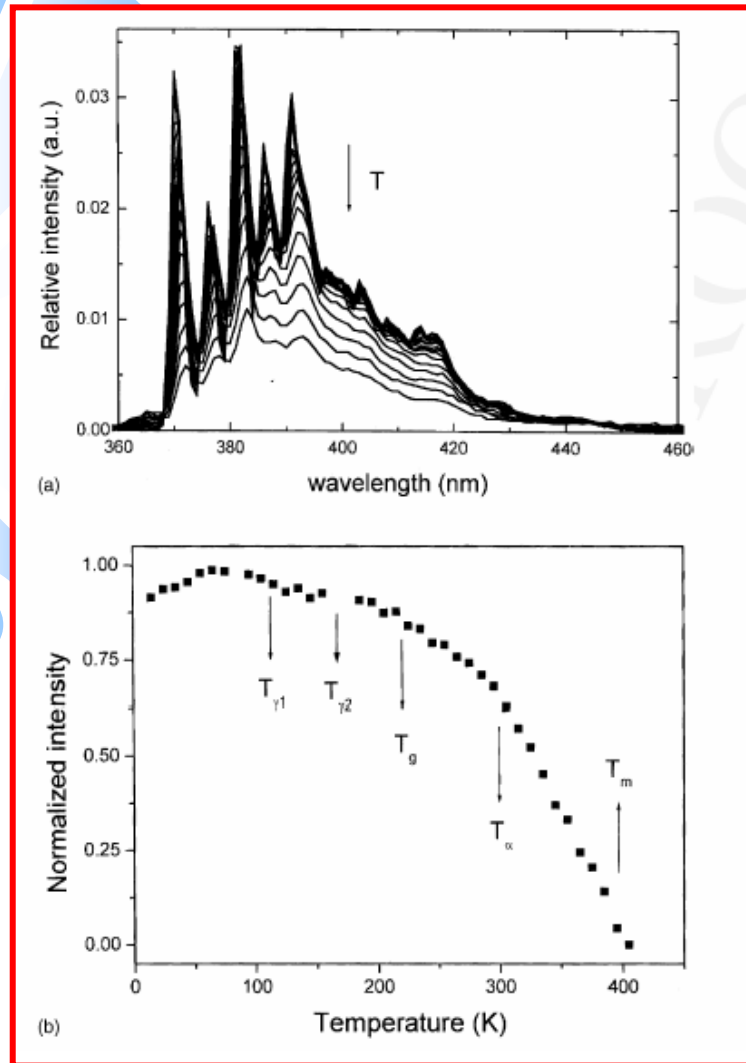 Relative intensity (a.u.)
0.03
0.02
0.01
0.00
T
360 380 400 420 440 460
wavelength (nm)
(a)
Normalized intensity
1.00
0.75
0.50
0.25
0.00
Tγ1
Tγ2
Tg
Tα
Tm
0 100 200 300 400
Temperature (K)
(b)